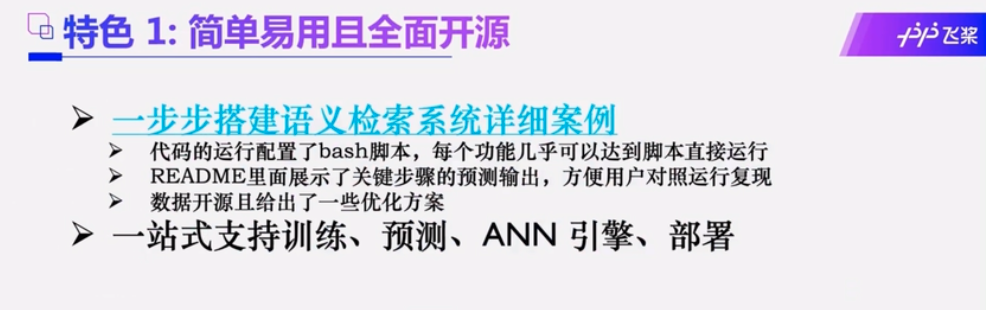 特色 1: 简单易用且全面开源
飞桨
一步步搭建语义检索系统详细案例
代码的运行配置了bash脚本，每个功能几乎可以达到脚本直接运行
README里面展示了关键步骤的预测输出，方便用户对照运行复现
数据开源且给出了一些优化方案
一站式支持训练、预测、ANN 引擎、部署